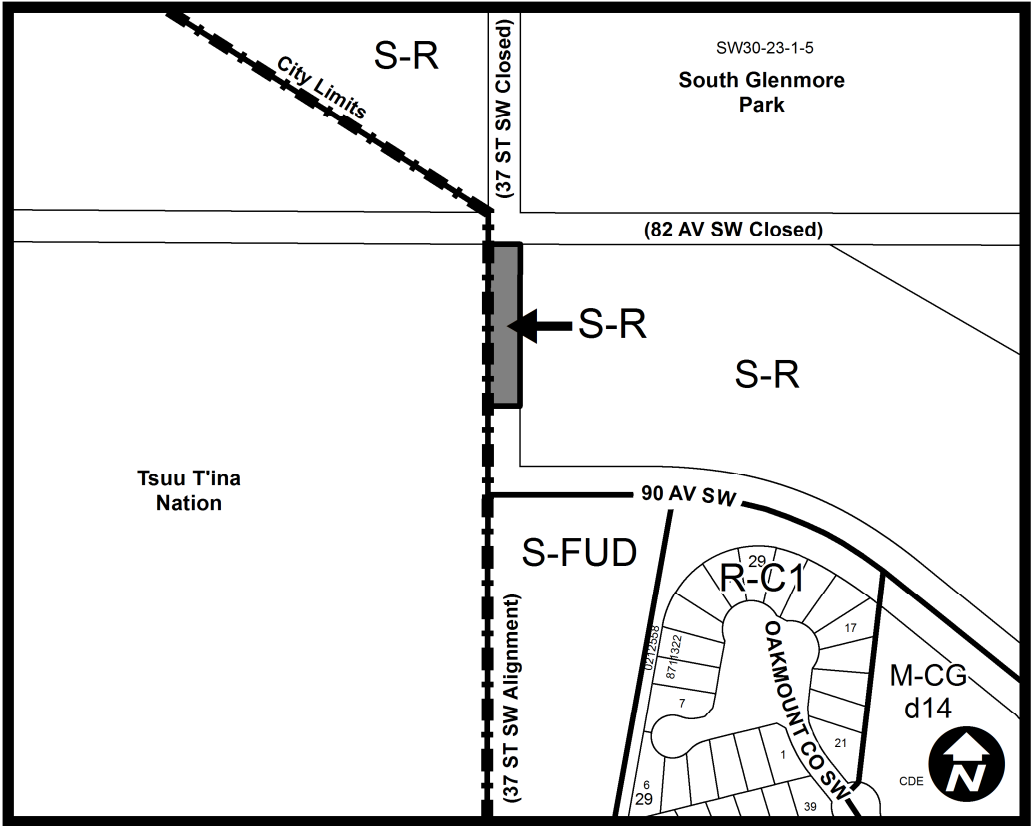 S-R
City Limits
(37 ST SW Closed)
SW30-23-1-5
South Glenmore
Park
(82 AV SW Closed)
S-R
S-R
Tsuu T'ina
Nation
90 AV SW
S-FUD
R-C1
29
17
0212558
8711322
7
OAKMOUNT CO SW
M-CG
d14
(37 ST SW Alignment)
21
1
6
29
39
CDE
N